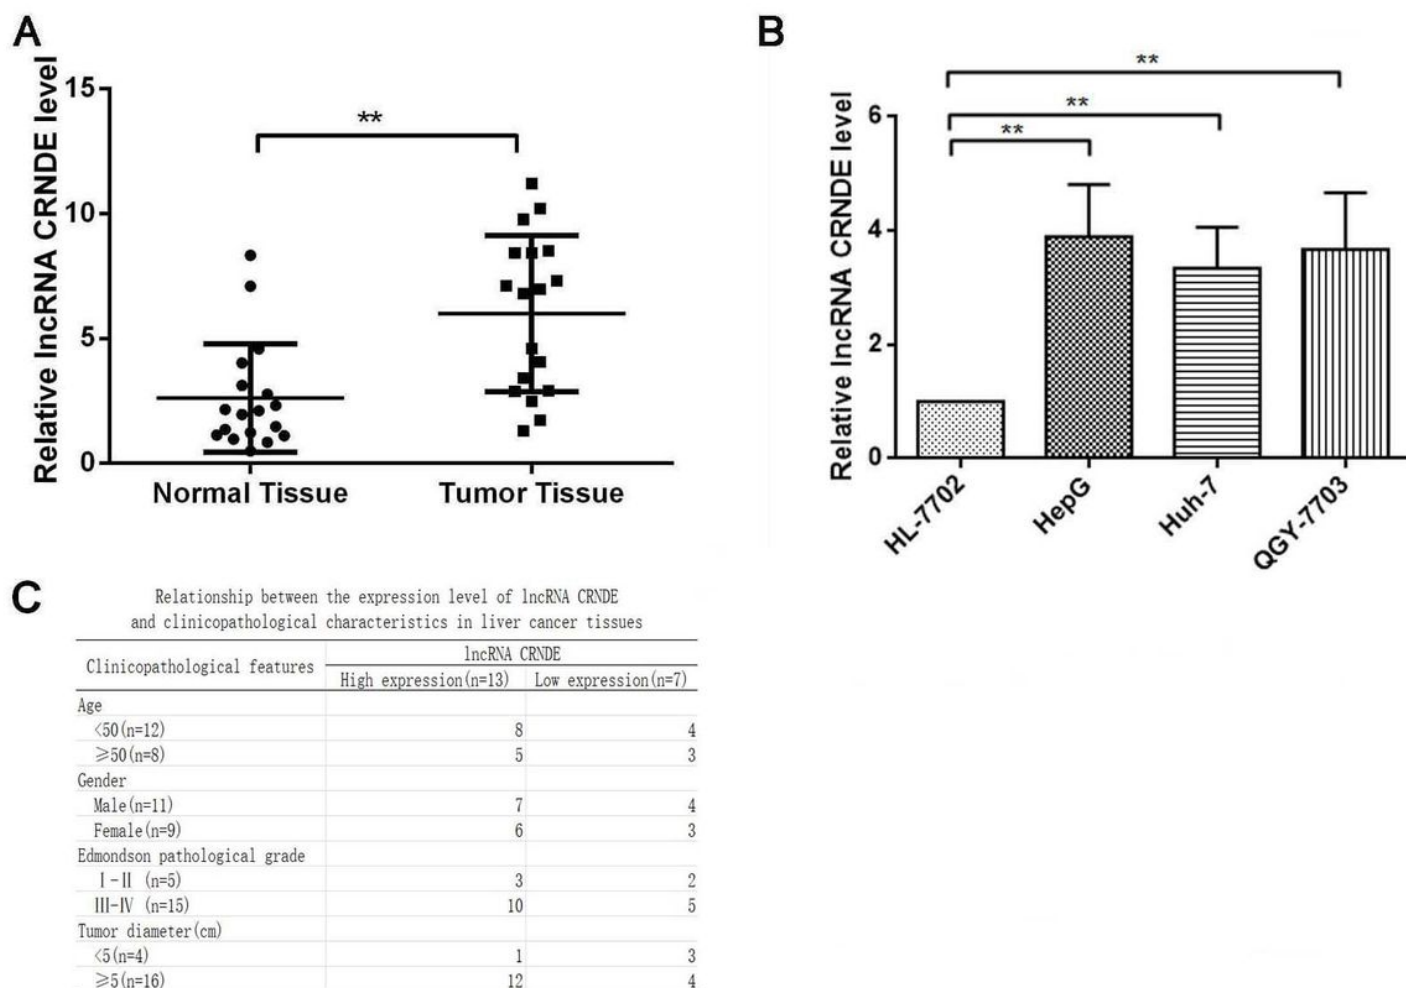 A
Relative lncRNA CRNDE level
15
10
5
0
**
Normal Tissue
Tumor Tissue
B
Relative lncRNA CRNDE level
6
4
2
0
**
**
**
HL-7702
HepG
Huh-7
QGY-7703
C
Relationship between the expression level of lncRNA CRNDE
and clinicopathological characteristics in liver cancer tissues
Clinicopathological features
lncRNA CRNDE
High expression(n=13) Low expression(n=7)
Age
<50(n=12) 8 4
≥50(n=8) 5 3
Gender
Male(n=11) 7 4
Female(n=9) 6 3
Edmondson pathological grade
Ⅰ-Ⅱ (n=5) 3 2
Ⅲ-Ⅳ (n=15) 10 5
Tumor diameter(cm)
<5(n=4) 1 3
≥5(n=16) 12 4